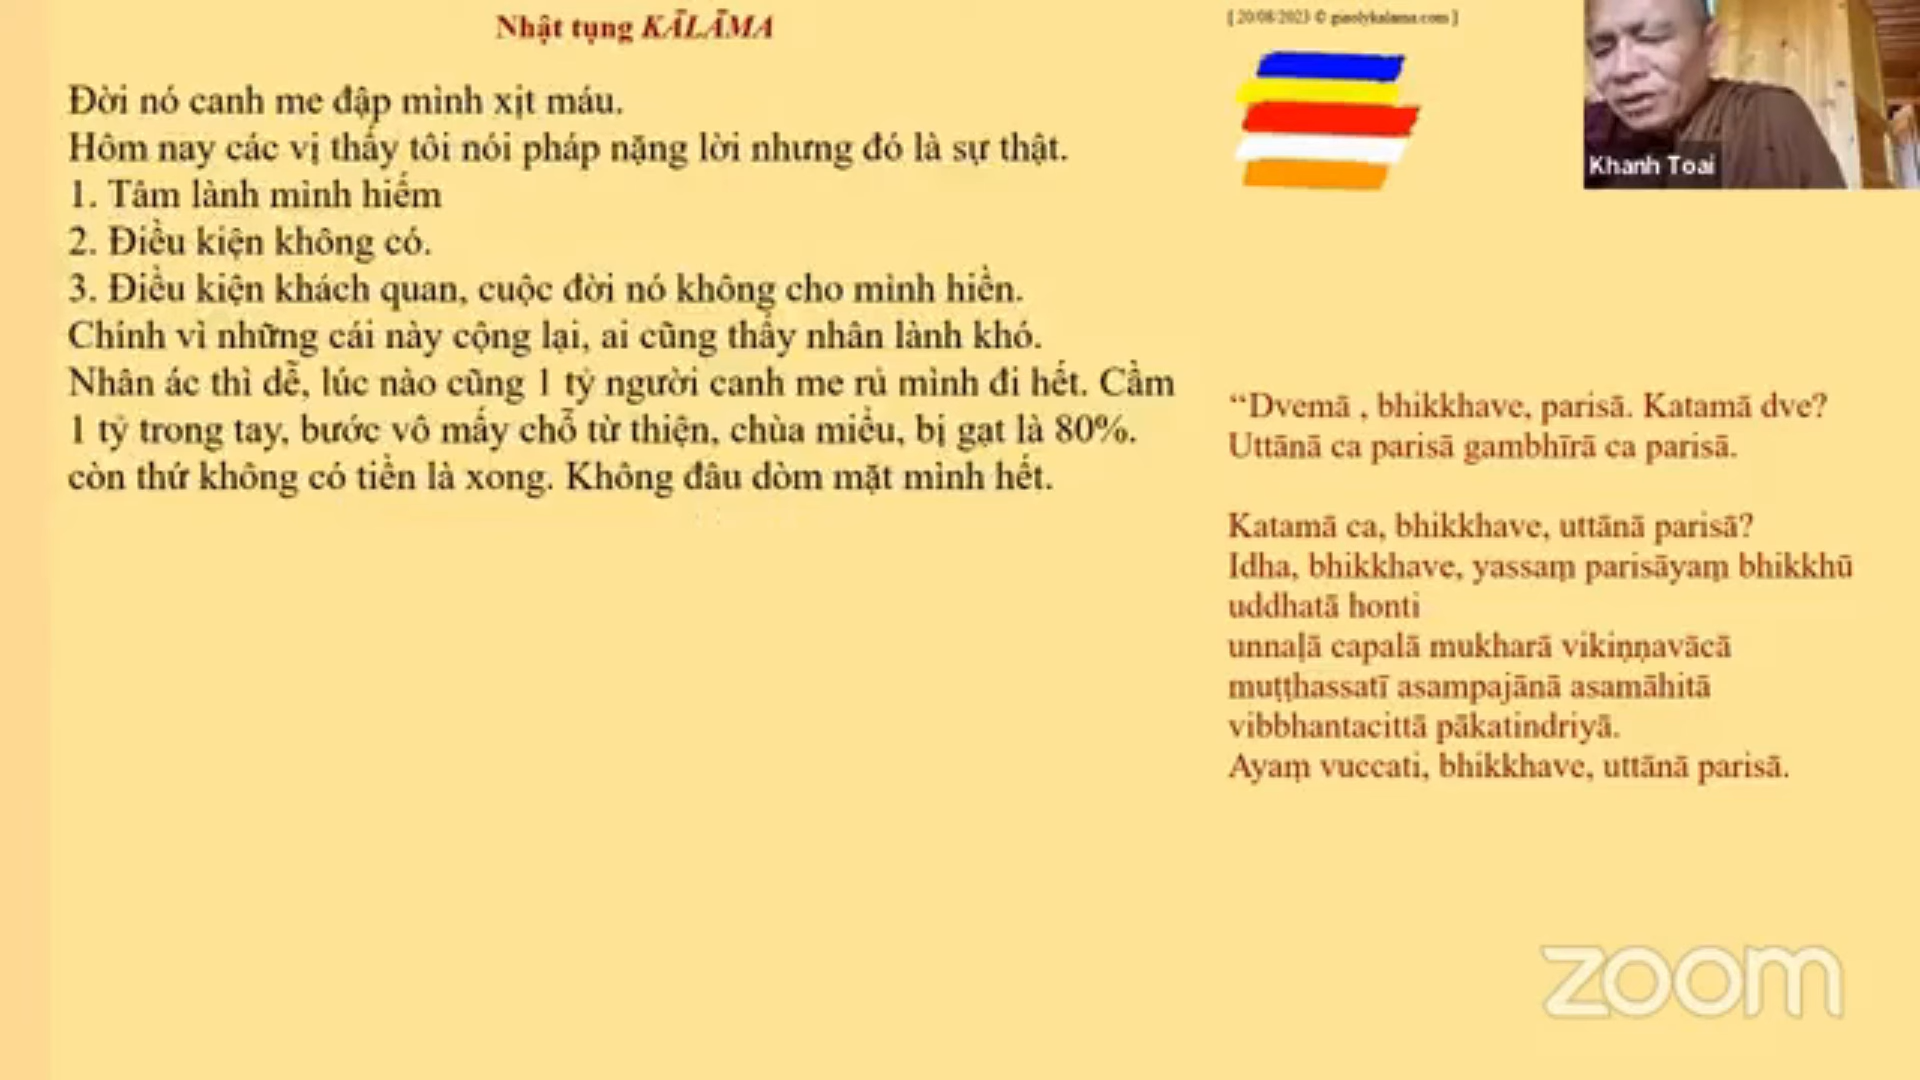 Nhật tụng KĀLĀMA
Đời nó canh me đập mình xịt máu.
Hôm nay các vị thấy tôi nói pháp nặng lời nhưng đó là sự thật.
1. Tâm lành mình hiếm
2. Điều kiện không có.
3. Điều kiện khách quan, cuộc đời nó không cho mình hiền.
Chính vì những cái này cộng lại, ai cũng thấy nhân lành khó.
Nhân ác thì dễ, lúc nào cũng 1 tỷ người canh me rủ mình đi hết. Cầm
1 tỷ trong tay, bước vô mấy chỗ từ thiện, chùa miễu, bị gạt là 80%.
còn thứ không có tiền là xong. Không đâu dòm mặt mình hết.
[ 20/08/2023 © giaolykalama.com ]
Khanh Toai
“Dvemā , bhikkhave, parisā. Katamā dve?
Uttānā ca parisā gambhīrā ca parisā.
Katamā ca, bhikkhave, uttānā parisā?
Idha, bhikkhave, yassaṃ parisāyaṃ bhikkhū
uddhatā honti
unnaḷā capalā mukharā vikiṇṇavācā
muṭṭhassatī asampajānā asamāhitā
vibbhantacittā pākatindriyā.
Ayaṃ vuccati, bhikkhave, uttānā parisā.
zoom